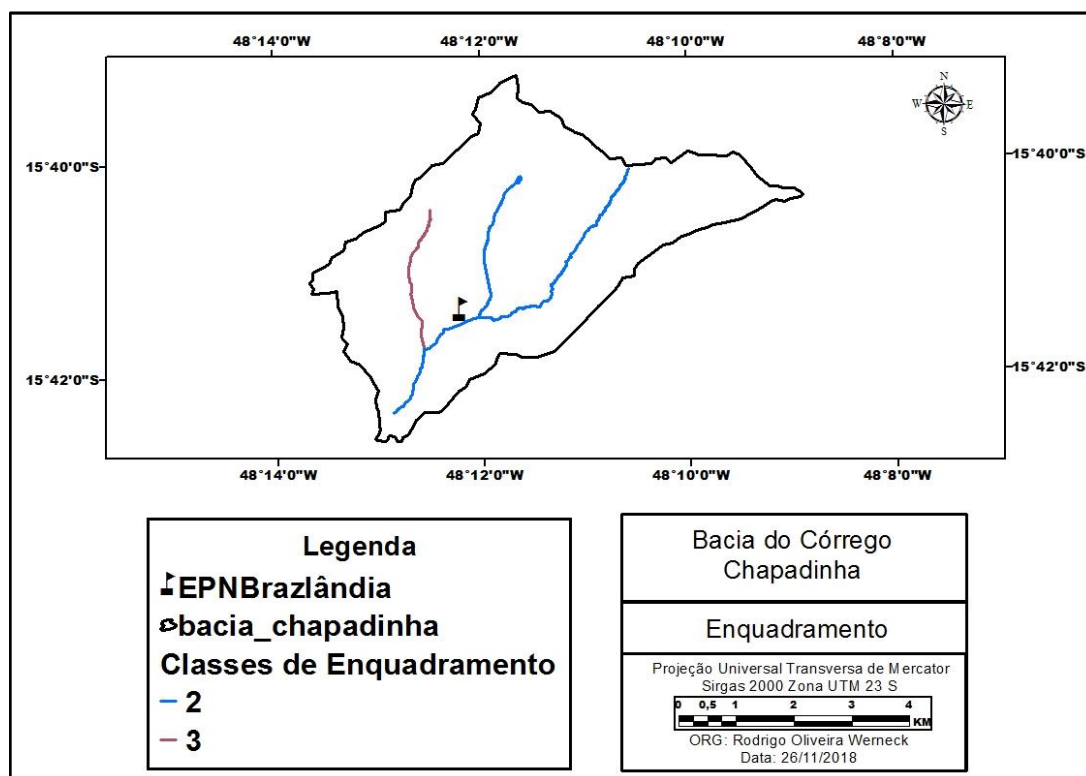 48°14'0"W 48°12'0"W 48°10'0"W 48°8'0"W
N
W E
S
15°40'0"S 15°40'0"S
15°42'0"S 15°42'0"S
48°14'0"W 48°12'0"W 48°10'0"W 48°8'0"W
Legenda
EPNBrazlândia
bacia_chapadinha
Classes de Enquadramento
2
3
Bacia do Córrego
Chapadinha
Enquadramento
Projeção Universal Transversa de Mercator
Sirgas 2000 Zona UTM 23 S
0 0,5 1 2 3 4
KM
ORG: Rodrigo Oliveira Werneck
Data: 26/11/2018